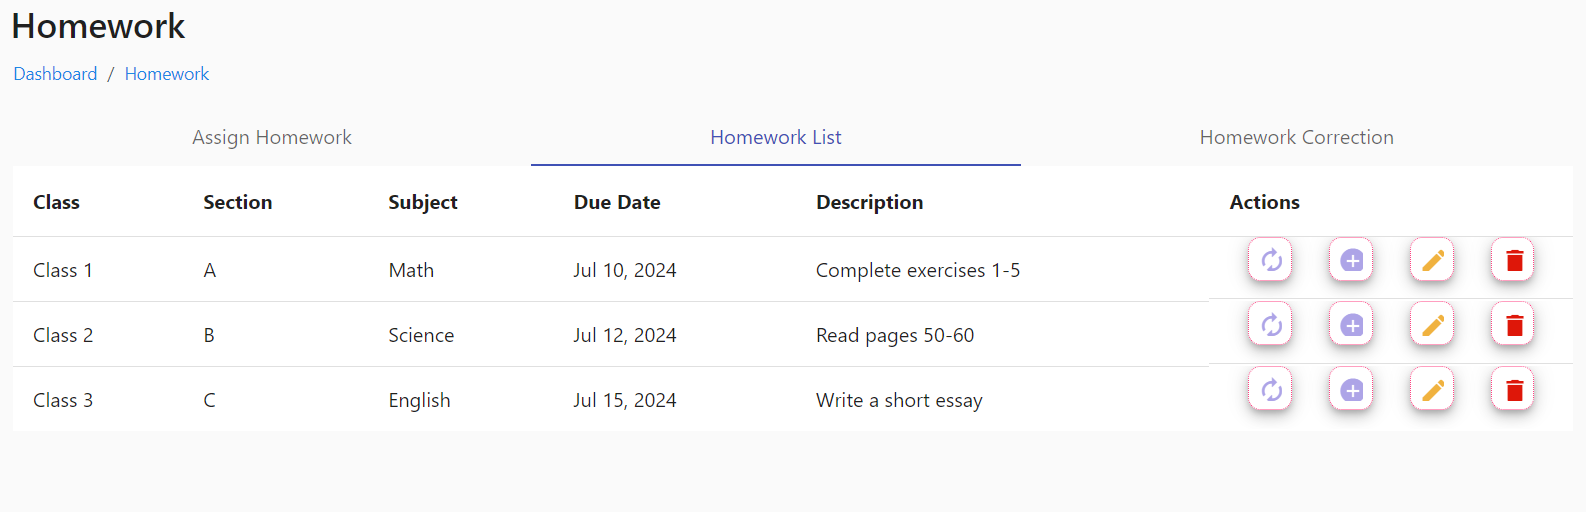 Homework
Dashboard / Homework
Assign Homework Homework List Homework Correction
Class Section Subject Due Date Description Actions
Class 1 A Math Jul 10, 2024 Complete exercises 1-5
Class 2 B Science Jul 12, 2024 Read pages 50-60
Class 3 C English Jul 15, 2024 Write a short essay